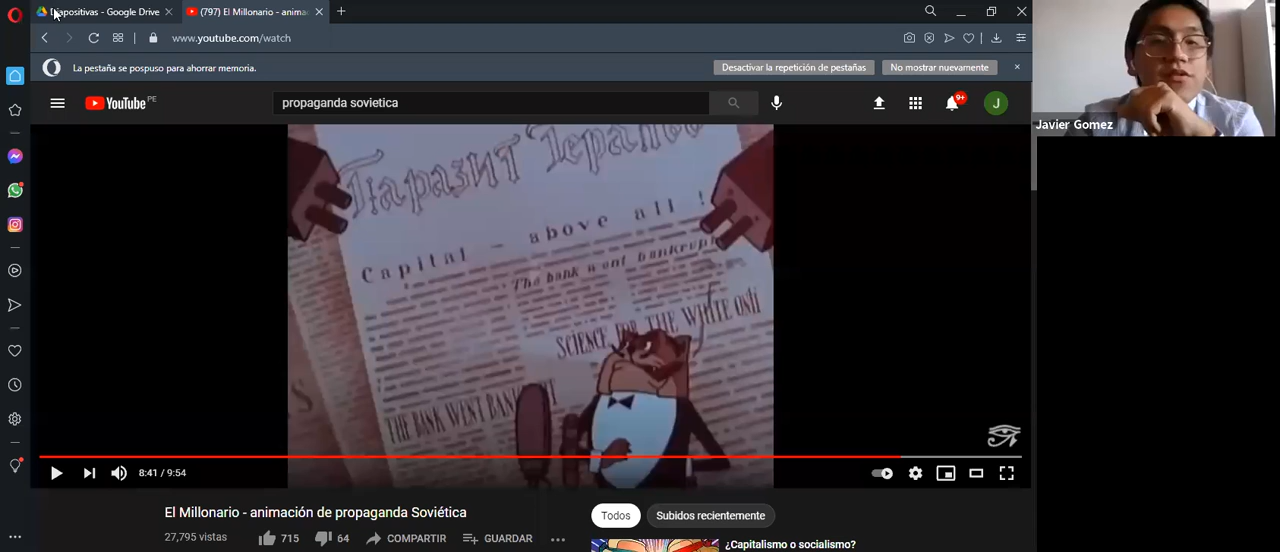 Diapositivas - Google Drive
(797) El Millonario - anima
www.youtube.com/watch
La pestaña se pospuso para ahorrar memoria.
Desactivar la repetición de pestañas
No mostrar nuevamente
YouTube PE
propaganda sovietica
9+
J
Javier Gomez
Паразит
Capital - above all !
The bank went bankrupt
SCIENCE FOR THE WHITE
THE BANK WENT
8:41 / 9:54
El Millonario - animación de propaganda Soviética
27,795 vistas
715
64
COMPARTIR
GUARDAR
Todos
Subidos recientemente
¿Capitalismo o socialismo?